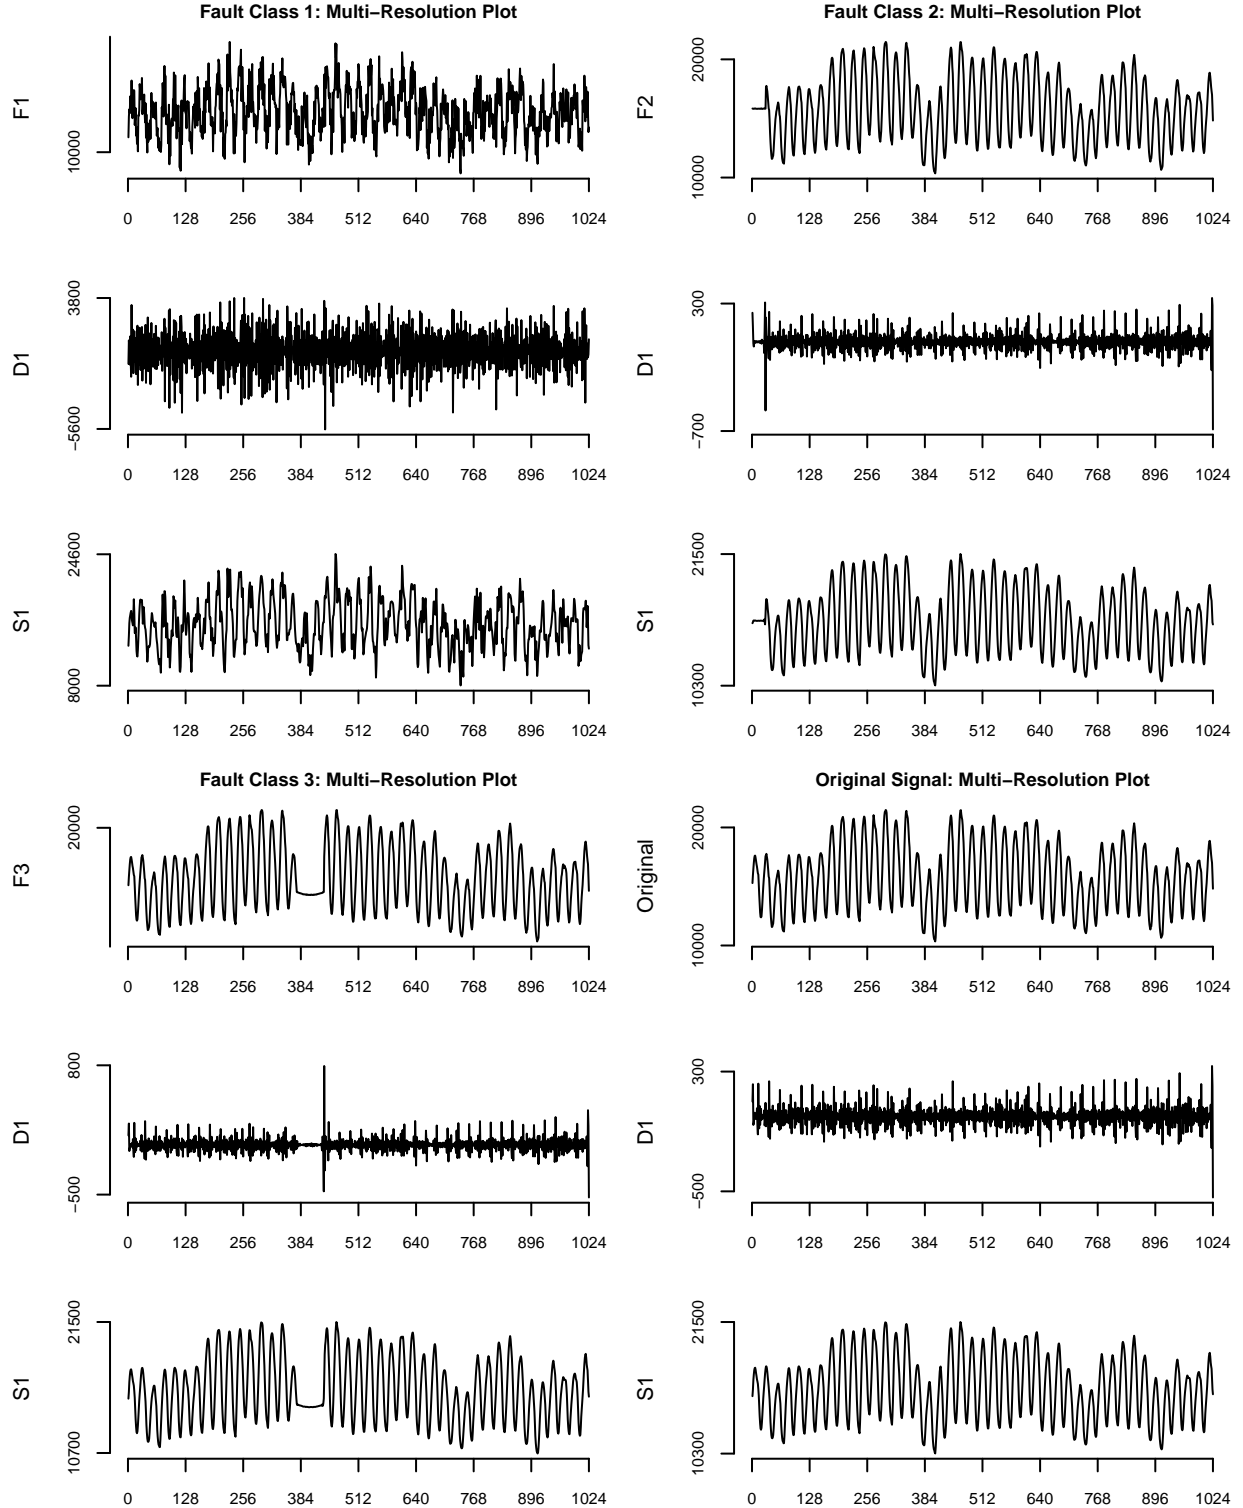 Fault Class 1: Multi−Resolution Plot
F1
10000
0 128 256 384 512 640 768 896 1024
D1
3800
−5600
0 128 256 384 512 640 768 896 1024
S1
24600
8000
0 128 256 384 512 640 768 896 1024
Fault Class 2: Multi−Resolution Plot
F2
20000
10000
0 128 256 384 512 640 768 896 1024
D1
300
−700
0 128 256 384 512 640 768 896 1024
S1
21500
10300
0 128 256 384 512 640 768 896 1024
Fault Class 3: Multi−Resolution Plot
F3
20000
0 128 256 384 512 640 768 896 1024
D1
800
−500
0 128 256 384 512 640 768 896 1024
S1
21500
10700
0 128 256 384 512 640 768 896 1024
Original Signal: Multi−Resolution Plot
Original
20000
10000
0 128 256 384 512 640 768 896 1024
D1
300
−500
0 128 256 384 512 640 768 896 1024
S1
21500
10300
0 128 256 384 512 640 768 896 1024